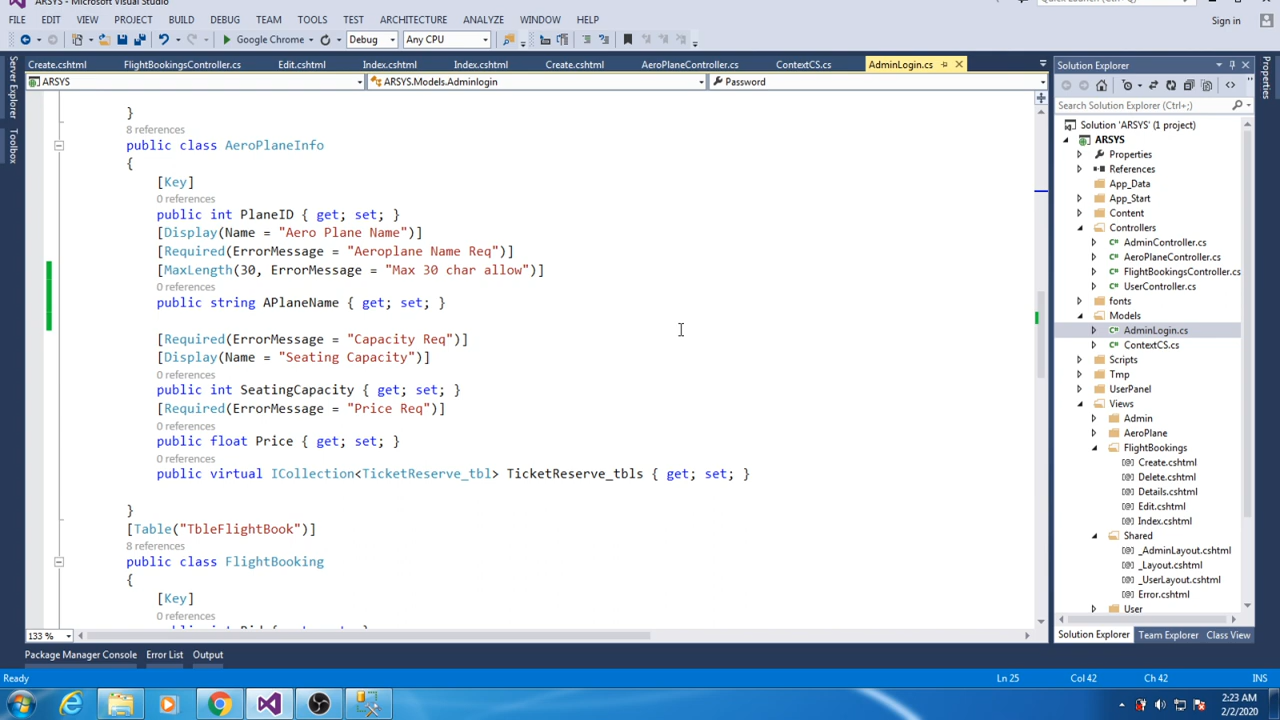 ARSYS - Microsoft Visual Studio
Quick Launch (Ctrl+Q)
FILE EDIT VIEW PROJECT BUILD DEBUG TEAM TOOLS TEST ARCHITECTURE ANALYZE WINDOW HELP
Sign in
Google Chrome Debug Any CPU
Create.cshtml FlightBookingsController.cs Edit.cshtml Index.cshtml Index.cshtml Create.cshtml AeroPlaneController.cs ContextCS.cs AdminLogin.cs
ARSYS ARSYS.Models.Adminlogin Password
Server Explorer
Toolbox
}
8 references
public class AeroPlaneInfo
{
[Key]
0 references
public int PlaneID { get; set; }
[Display(Name = "Aero Plane Name")]
[Required(ErrorMessage = "Aeroplane Name Req")]
[MaxLength(30, ErrorMessage = "Max 30 char allow")]
0 references
public string APlaneName { get; set; }
[Required(ErrorMessage = "Capacity Req")]
[Display(Name = "Seating Capacity")]
0 references
public int SeatingCapacity { get; set; }
[Required(ErrorMessage = "Price Req")]
0 references
public float Price { get; set; }
0 references
public virtual ICollection<TicketReserve_tbl> TicketReserve_tbls { get; set; }
}
[Table("TbleFlightBook")]
8 references
public class FlightBooking
{
[Key]
0 references
133 %
Solution Explorer
Search Solution Explorer (Ctrl+;)
Solution 'ARSYS' (1 project)
ARSYS
Properties
References
App_Data
App_Start
Content
Controllers
AdminController.cs
AeroPlaneController.cs
FlightBookingsController.cs
UserController.cs
fonts
Models
AdminLogin.cs
ContextCS.cs
Scripts
Tmp
UserPanel
Views
Admin
AeroPlane
FlightBookings
Create.cshtml
Delete.cshtml
Details.cshtml
Edit.cshtml
Index.cshtml
Shared
_AdminLayout.cshtml
_Layout.cshtml
_UserLayout.cshtml
Error.cshtml
User
Solution Explorer Team Explorer Class View
Properties
Package Manager Console Error List Output
Ready Ln 25 Col 42 Ch 42 INS
2:23 AM
2/2/2020